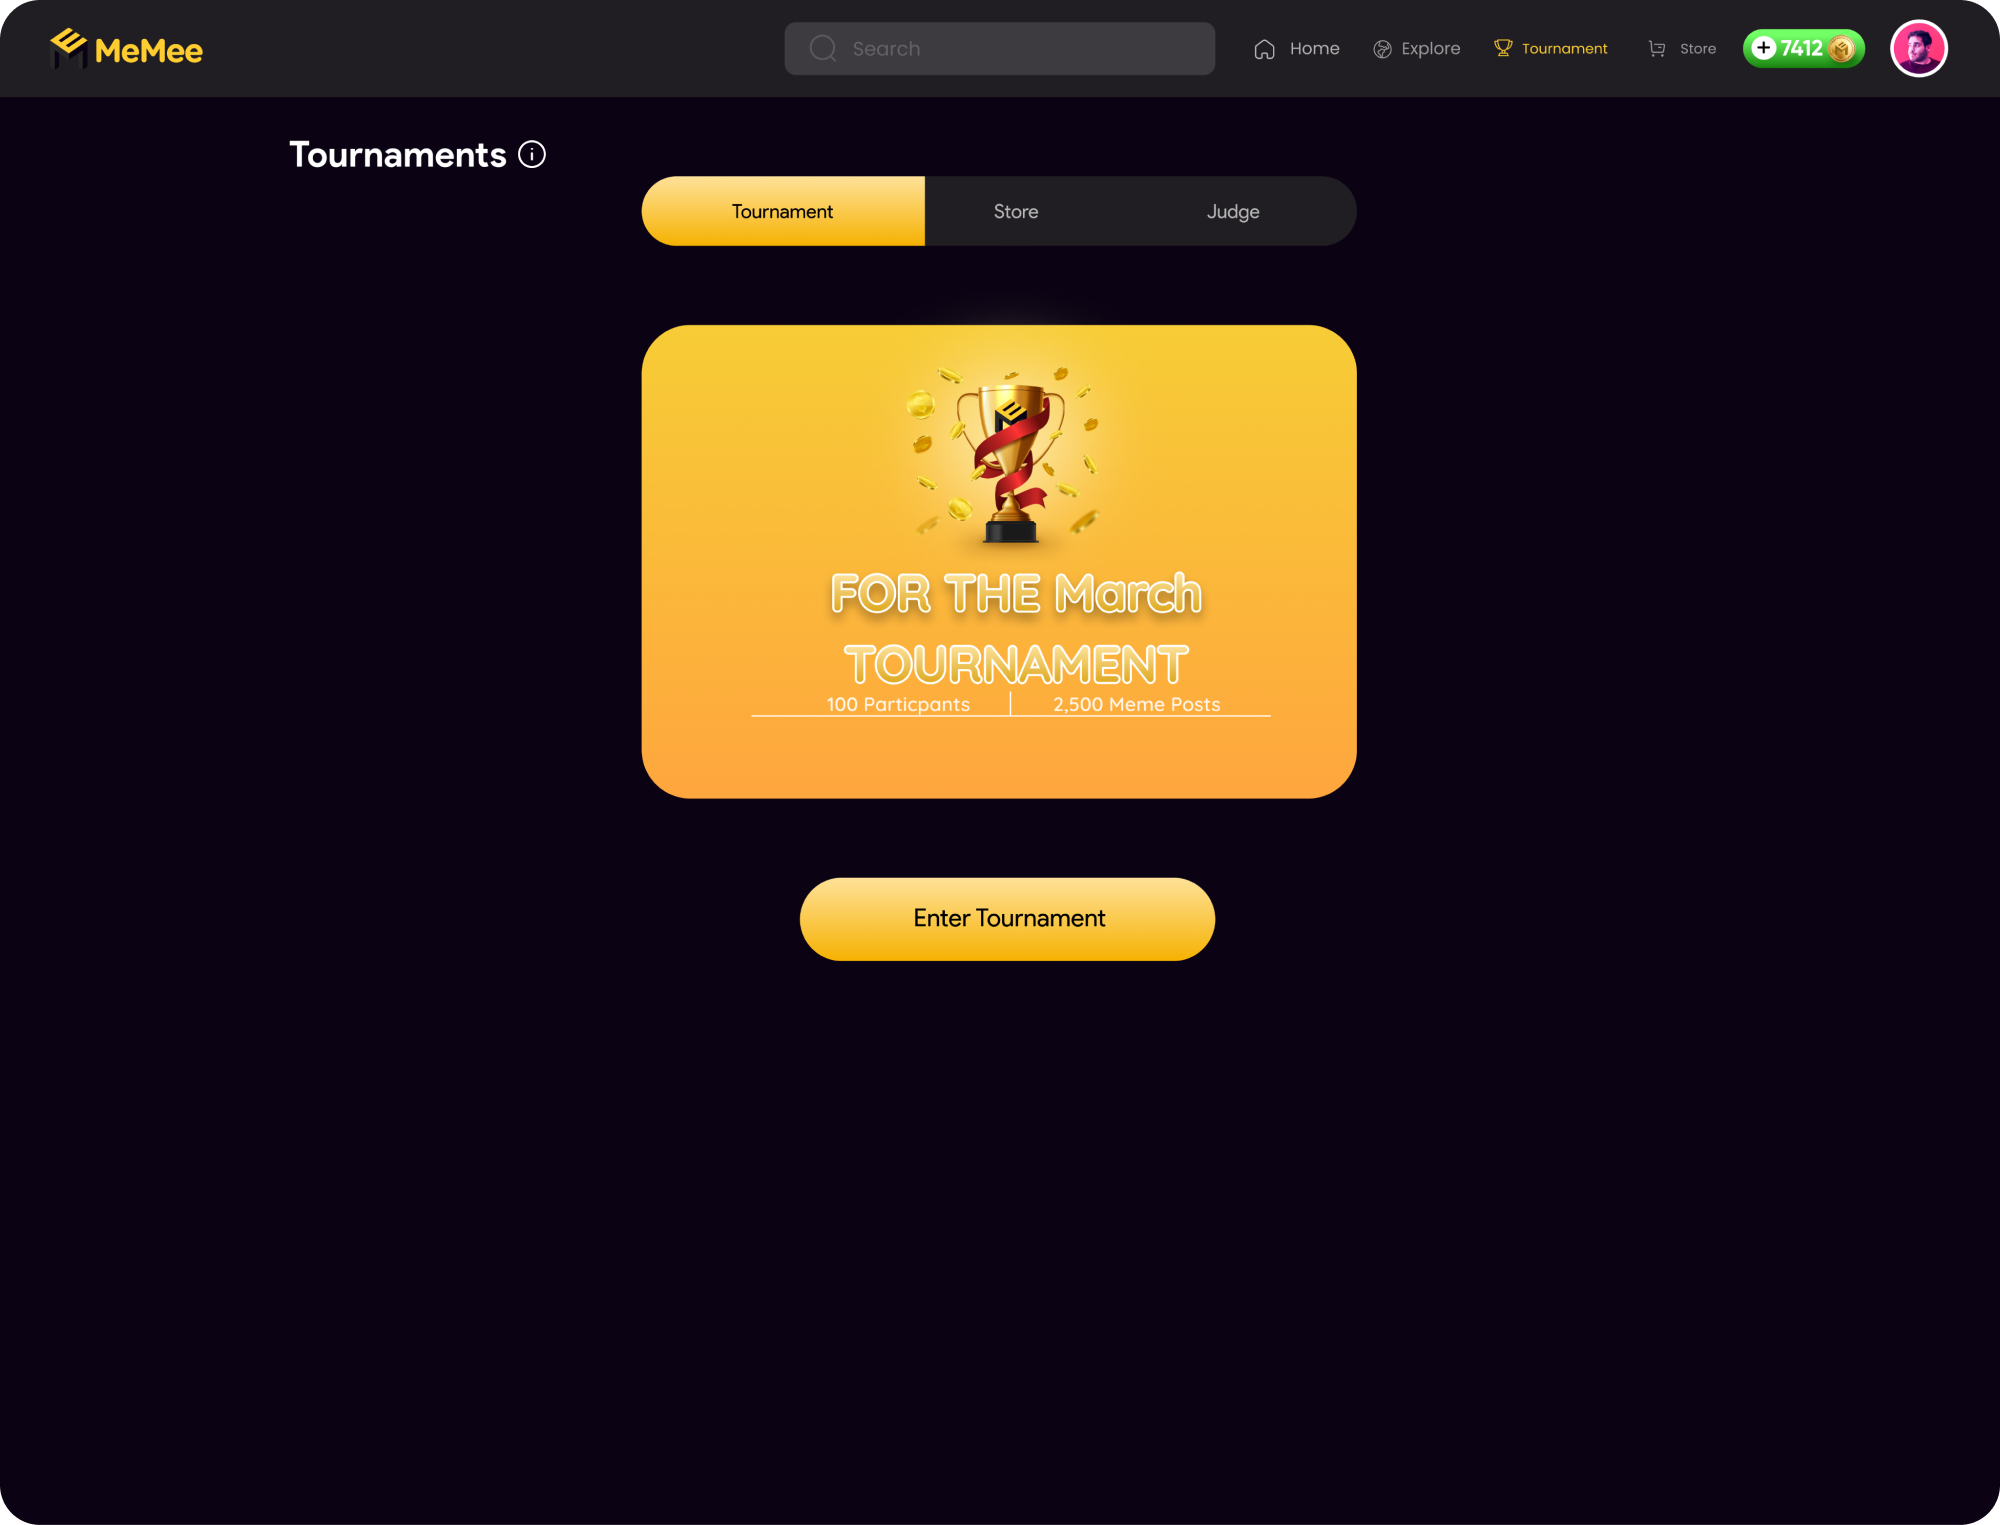 MeMee
Search
Home
Explore
Tournament
Store
7412
Tournaments
Tournament
Store
Judge
FOR THE March
TOURNAMENT
100 Particpants
2,500 Meme Posts
Enter Tournament